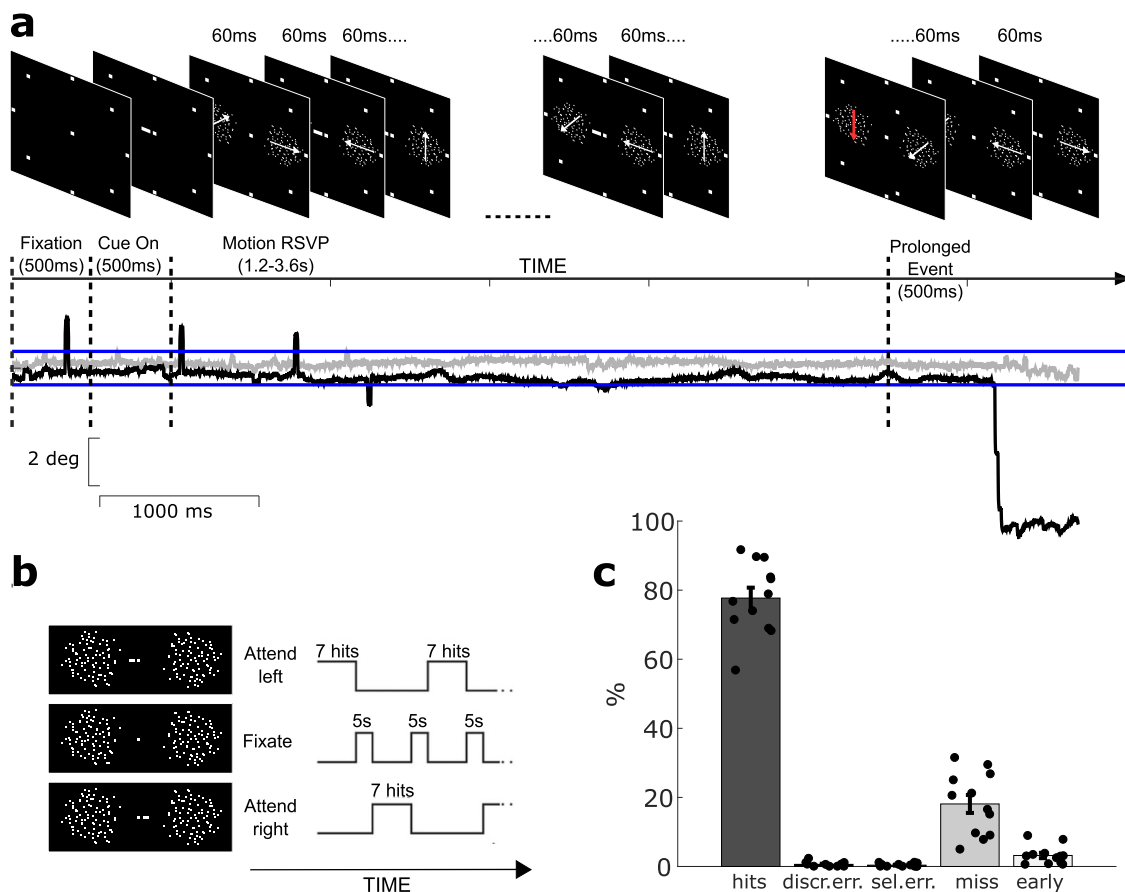 a
60ms 60ms 60ms.... ....60ms 60ms.... .....60ms 60ms
Fixation
(500ms)
Cue On
(500ms)
Motion RSVP
(1.2-3.6s)
TIME
Prolonged
Event
(500ms)
2 deg
1000 ms
b
Attend
left
7 hits 7 hits
Fixate
5s 5s 5s
Attend
right
7 hits
TIME
c
100
80
60
40
20
0
%
hits discr.err. sel.err. miss early